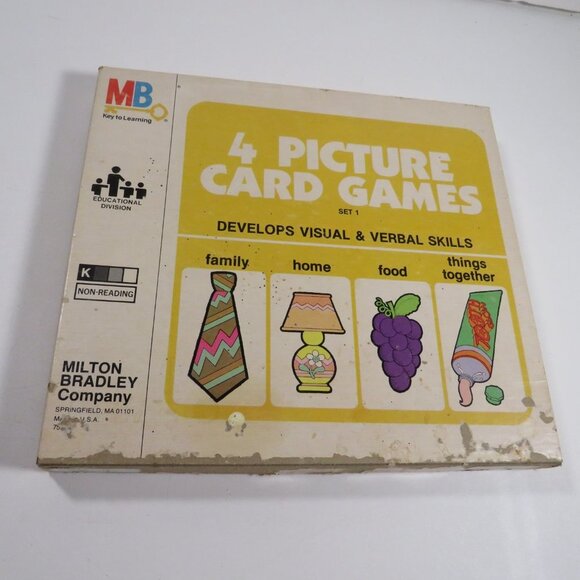 MB
Key to Learning
EDUCATIONAL
DIVISION
K
NON-READING
MILTON
BRADLEY
Company
SPRINGFIELD, MA 01101
U.S.A.
4 PICTURE
CARD GAMES
SET 1
DEVELOPS VISUAL & VERBAL SKILLS
family
home
food
things
together